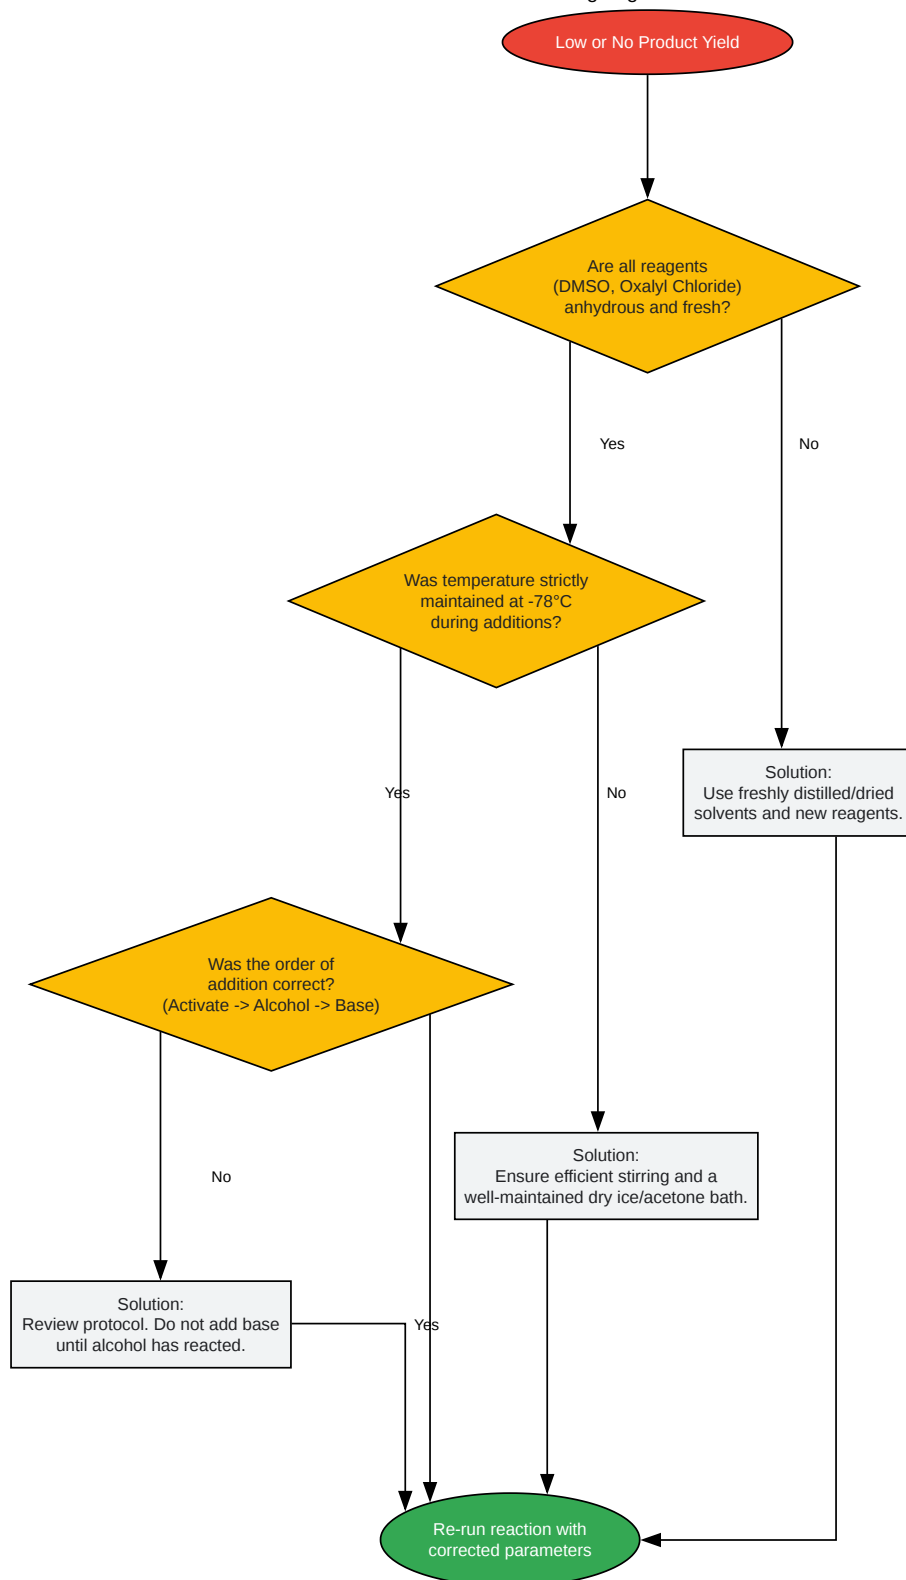 Low or No Product Yield
Are all reagents
(DMSO, Oxalyl Chloride)
anhydrous and fresh?
Yes
No
Was temperature strictly
maintained at -78°C
during additions?
Yes
No
Solution:
Use freshly distilled/dried
solvents and new reagents.
Was the order of
addition correct?
(Activate -> Alcohol -> Base)
No
Solution:
Ensure efficient stirring and a
well-maintained dry ice/acetone bath.
Solution:
Review protocol. Do not add base
until alcohol has reacted.
Yes
Re-run reaction with
corrected parameters